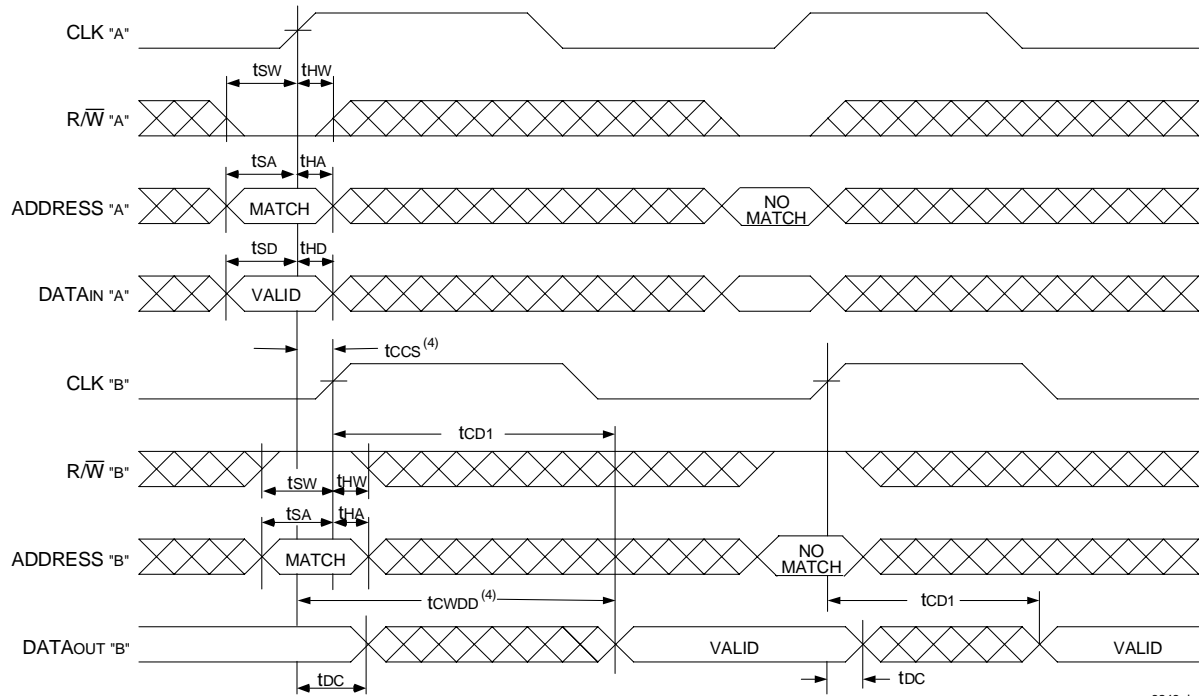 CLK "A"
tSW tHW
R/W̅ "A"
tSA tHA
ADDRESS "A" MATCH NO MATCH
tSD tHD
DATAIN "A" VALID
tCCS (4)
CLK "B"
tCD1
R/W̅ "B"
tSW tHW
tSA tHA
ADDRESS "B" MATCH NO MATCH
tCWDD (4) tCD1
DATAOUT "B" VALID VALID
tDC tDC